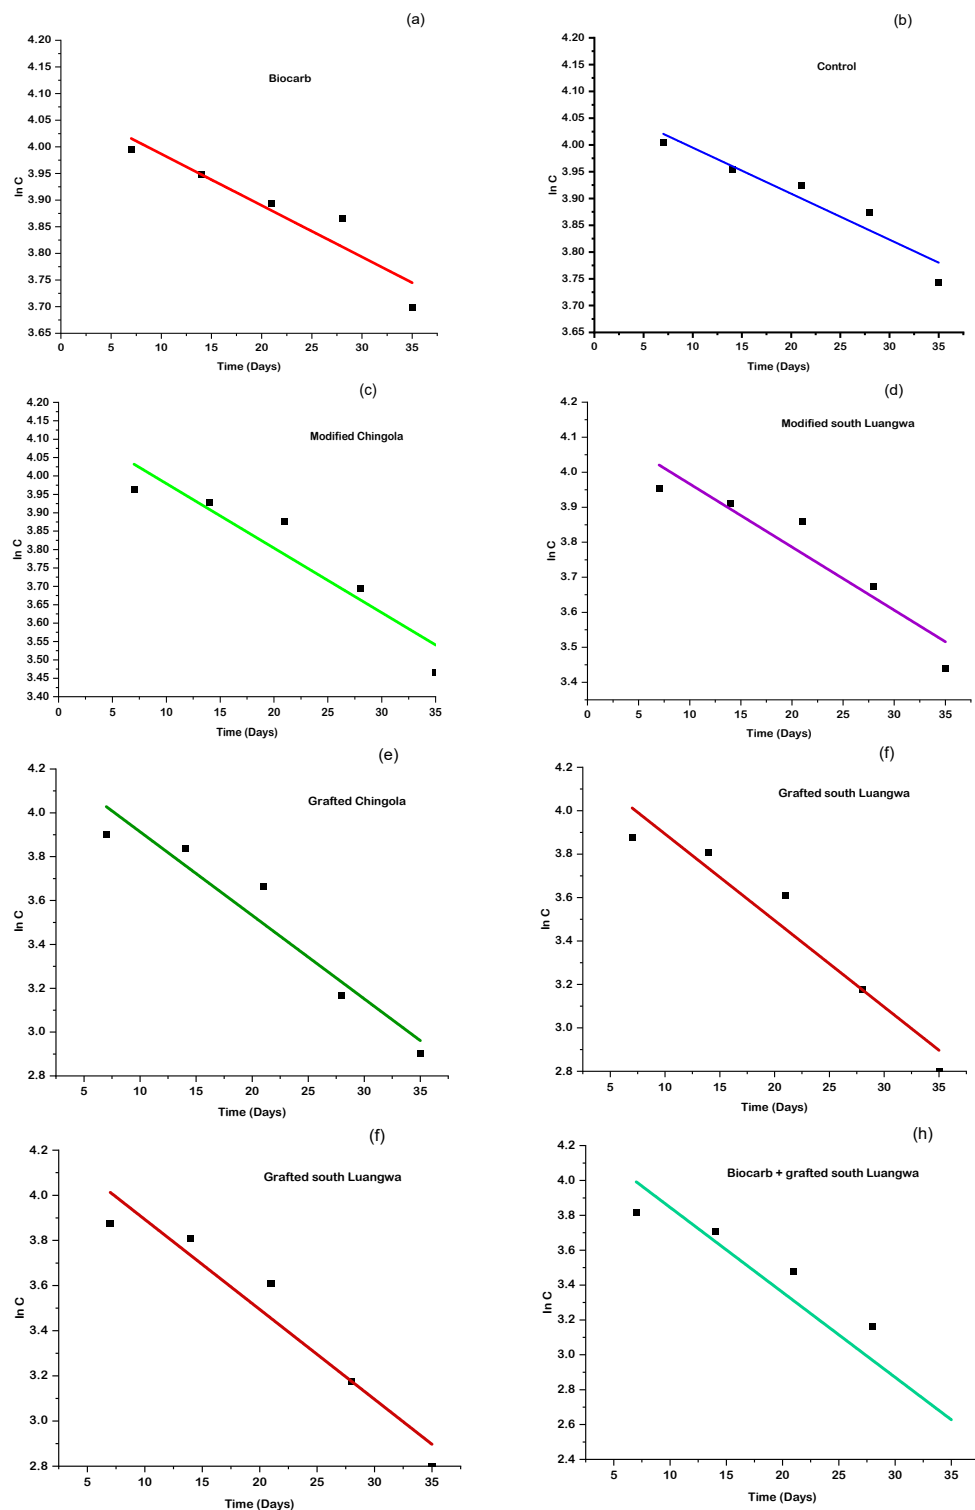 (a)
4.20
4.15
4.10
4.05
4.00
3.95
3.90
3.85
3.80
3.75
3.70
3.65
ln C
Biocarb
0 5 10 15 20 25 30 35
Time (Days)
(b)
4.20
4.15
4.10
4.05
4.00
3.95
3.90
3.85
3.80
3.75
3.70
3.65
ln C
Control
0 5 10 15 20 25 30 35
Time (Days)
(c)
4.20
4.15
4.10
4.05
4.00
3.95
3.90
3.85
3.80
3.75
3.70
3.65
3.60
3.55
3.50
3.45
3.40
ln C
Modified Chingola
0 5 10 15 20 25 30 35
Time (Days)
(d)
4.2
4.1
4.0
3.9
3.8
3.7
3.6
3.5
3.4
ln C
Modified south Luangwa
0 5 10 15 20 25 30 35
Time (Days)
(e)
4.2
4.0
3.8
3.6
3.4
3.2
3.0
2.8
ln C
Grafted Chingola
5 10 15 20 25 30 35
Time (Days)
(f)
4.2
4.0
3.8
3.6
3.4
3.2
3.0
2.8
ln C
Grafted south Luangwa
5 10 15 20 25 30 35
Time (Days)
(f)
4.2
4.0
3.8
3.6
3.4
3.2
3.0
2.8
ln C
Grafted south Luangwa
5 10 15 20 25 30 35
Time (Days)
(h)
4.2
4.0
3.8
3.6
3.4
3.2
3.0
2.8
2.6
2.4
ln C
Biocarb + grafted south Luangwa
5 10 15 20 25 30 35
Time (Days)